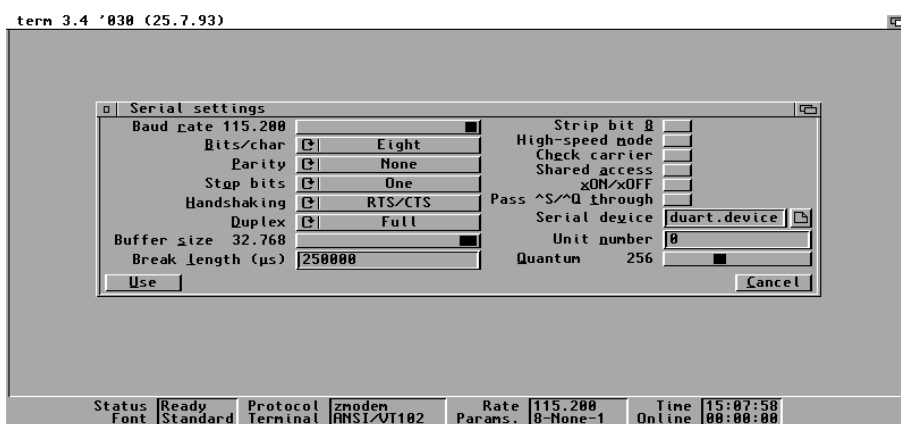 term 3.4 '030 (25.7.93)
Serial settings
Baud rate 115.200
Bits/char Eight
Parity None
Stop bits One
Handshaking RTS/CTS
Duplex Full
Buffer size 32.768
Break length (µs) 250000
Strip bit 8
High-speed mode
Check carrier
Shared access
xON/xOFF
Pass ^S/^Q through
Serial device duart.device
Unit number 0
Quantum 256
Use
Cancel
Status Ready Protocol zmodem Rate 115.200 Time 15:07:58
Font Standard Terminal ANSI/VT102 Params. 8-None-1 Online 00:00:00